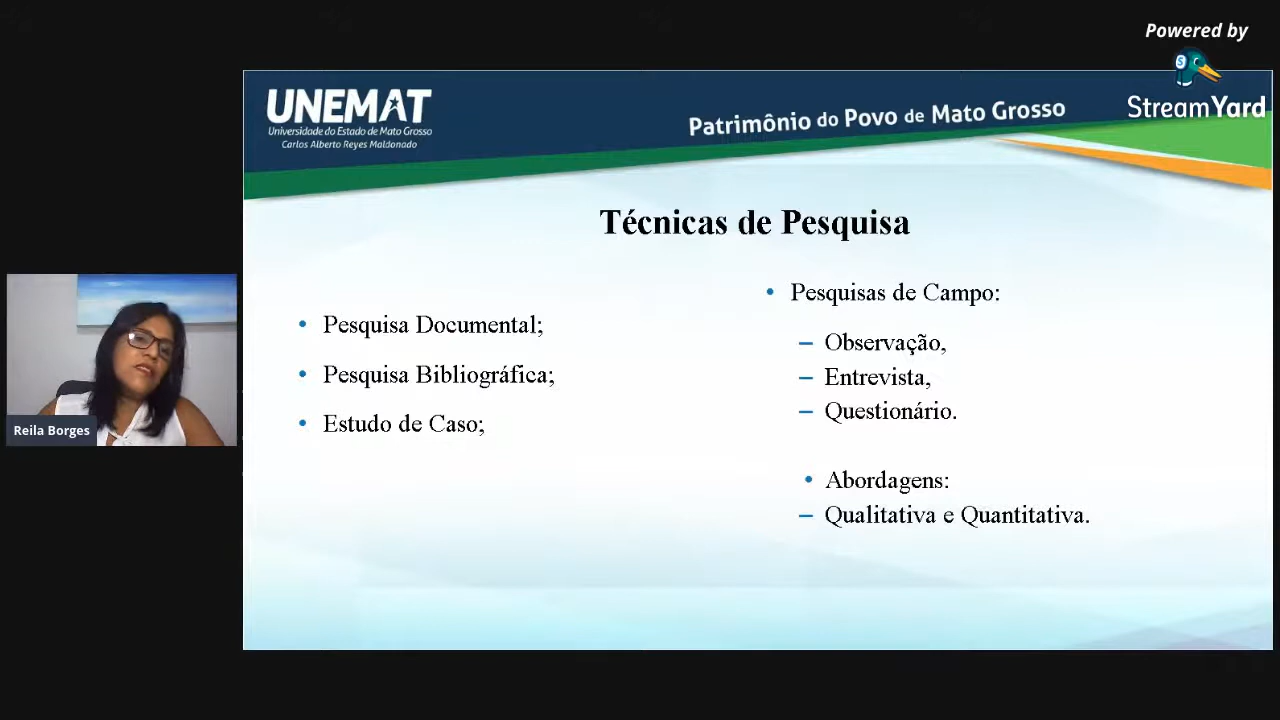 Powered by
StreamYard
UNEMAT
Universidade do Estado de Mato Grosso
Carlos Alberto Reyes Maldonado
Patrimônio do Povo de Mato Grosso
Técnicas de Pesquisa
• Pesquisa Documental;
• Pesquisa Bibliográfica;
• Estudo de Caso;
• Pesquisas de Campo:
– Observação,
– Entrevista,
– Questionário.
• Abordagens:
– Qualitativa e Quantitativa.
Reila Borges